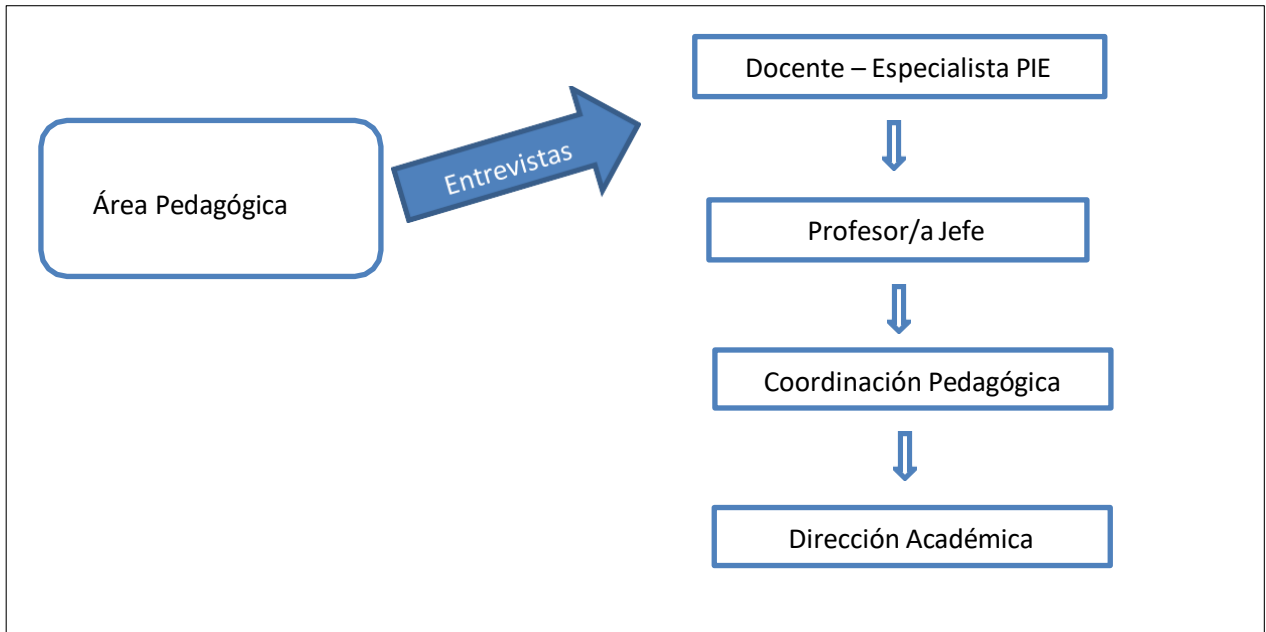 Docente – Especialista PIE
Área Pedagógica
Entrevistas
Profesor/a Jefe
Coordinación Pedagógica
Dirección Académica